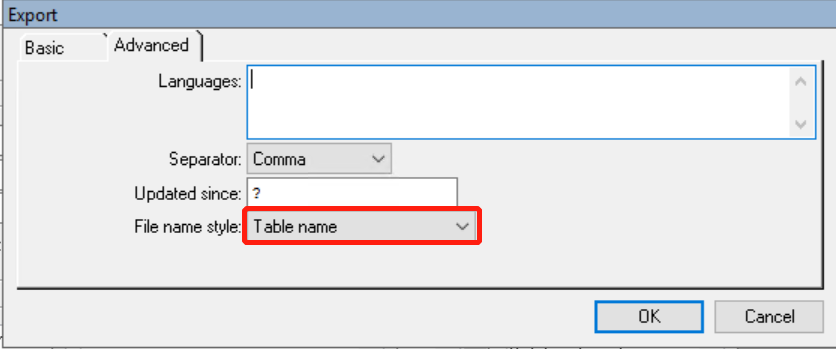 Export
Basic
Advanced
Languages:
Separator: Comma
Updated since: ?
File name style: Table name
OK
Cancel